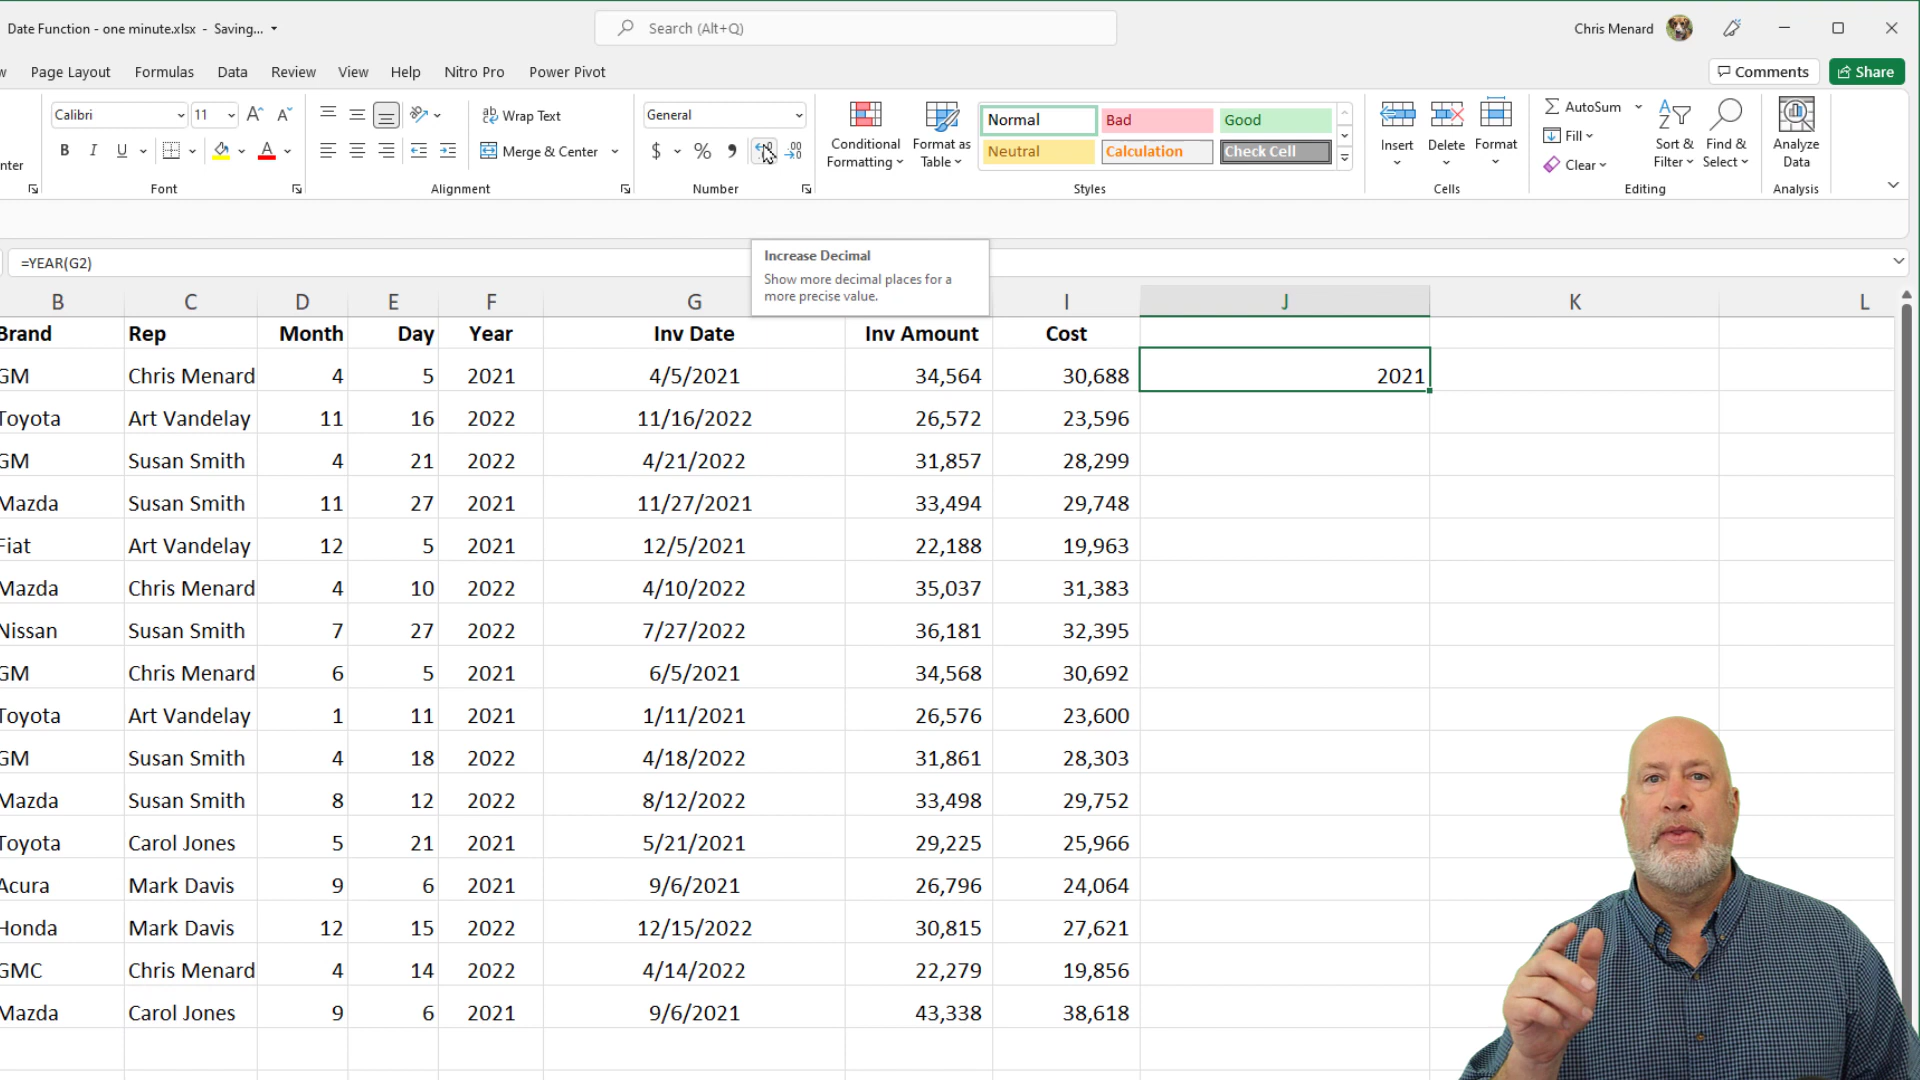 Date Function - one minute.xlsx - Saving...
Search (Alt+Q)
Chris Menard
Page Layout Formulas Data Review View Help Nitro Pro Power Pivot
Comments Share
Calibri 11 A A
Wrap Text
General
B I U A
Merge & Center
$ % 9
Conditional Formatting
Format as Table
Normal Bad Good
Neutral Calculation Check Cell
Insert Delete Format
AutoSum
Fill
Clear
Sort & Filter
Find & Select
Analyze Data
Font Alignment Number Styles Cells Editing Analysis
=YEAR(G2)
Increase Decimal
Show more decimal places for a
more precise value.
B C D E F G I J K L
Brand Rep Month Day Year Inv Date Inv Amount Cost
GM Chris Menard 4 5 2021 4/5/2021 34,564 30,688 2021
Toyota Art Vandelay 11 16 2022 11/16/2022 26,572 23,596
GM Susan Smith 4 21 2022 4/21/2022 31,857 28,299
Mazda Susan Smith 11 27 2021 11/27/2021 33,494 29,748
Fiat Art Vandelay 12 5 2021 12/5/2021 22,188 19,963
Mazda Chris Menard 4 10 2022 4/10/2022 35,037 31,383
Nissan Susan Smith 7 27 2022 7/27/2022 36,181 32,395
GM Chris Menard 6 5 2021 6/5/2021 34,568 30,692
Toyota Art Vandelay 1 11 2021 1/11/2021 26,576 23,600
GM Susan Smith 4 18 2022 4/18/2022 31,861 28,303
Mazda Susan Smith 8 12 2022 8/12/2022 33,498 29,752
Toyota Carol Jones 5 21 2021 5/21/2021 29,225 25,966
Acura Mark Davis 9 6 2021 9/6/2021 26,796 24,064
Honda Mark Davis 12 15 2022 12/15/2022 30,815 27,621
GMC Chris Menard 4 14 2022 4/14/2022 22,279 19,856
Mazda Carol Jones 9 6 2021 9/6/2021 43,338 38,618